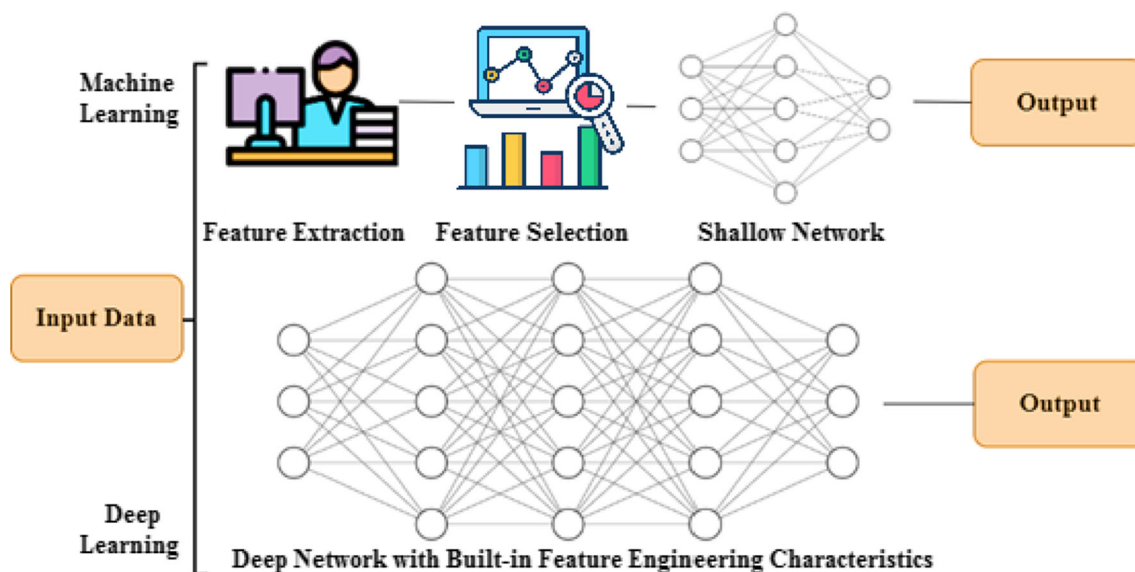 Machine
Learning
Output
Feature Extraction
Feature Selection
Shallow Network
Input Data
Output
Deep
Learning
Deep Network with Built-in Feature Engineering Characteristics